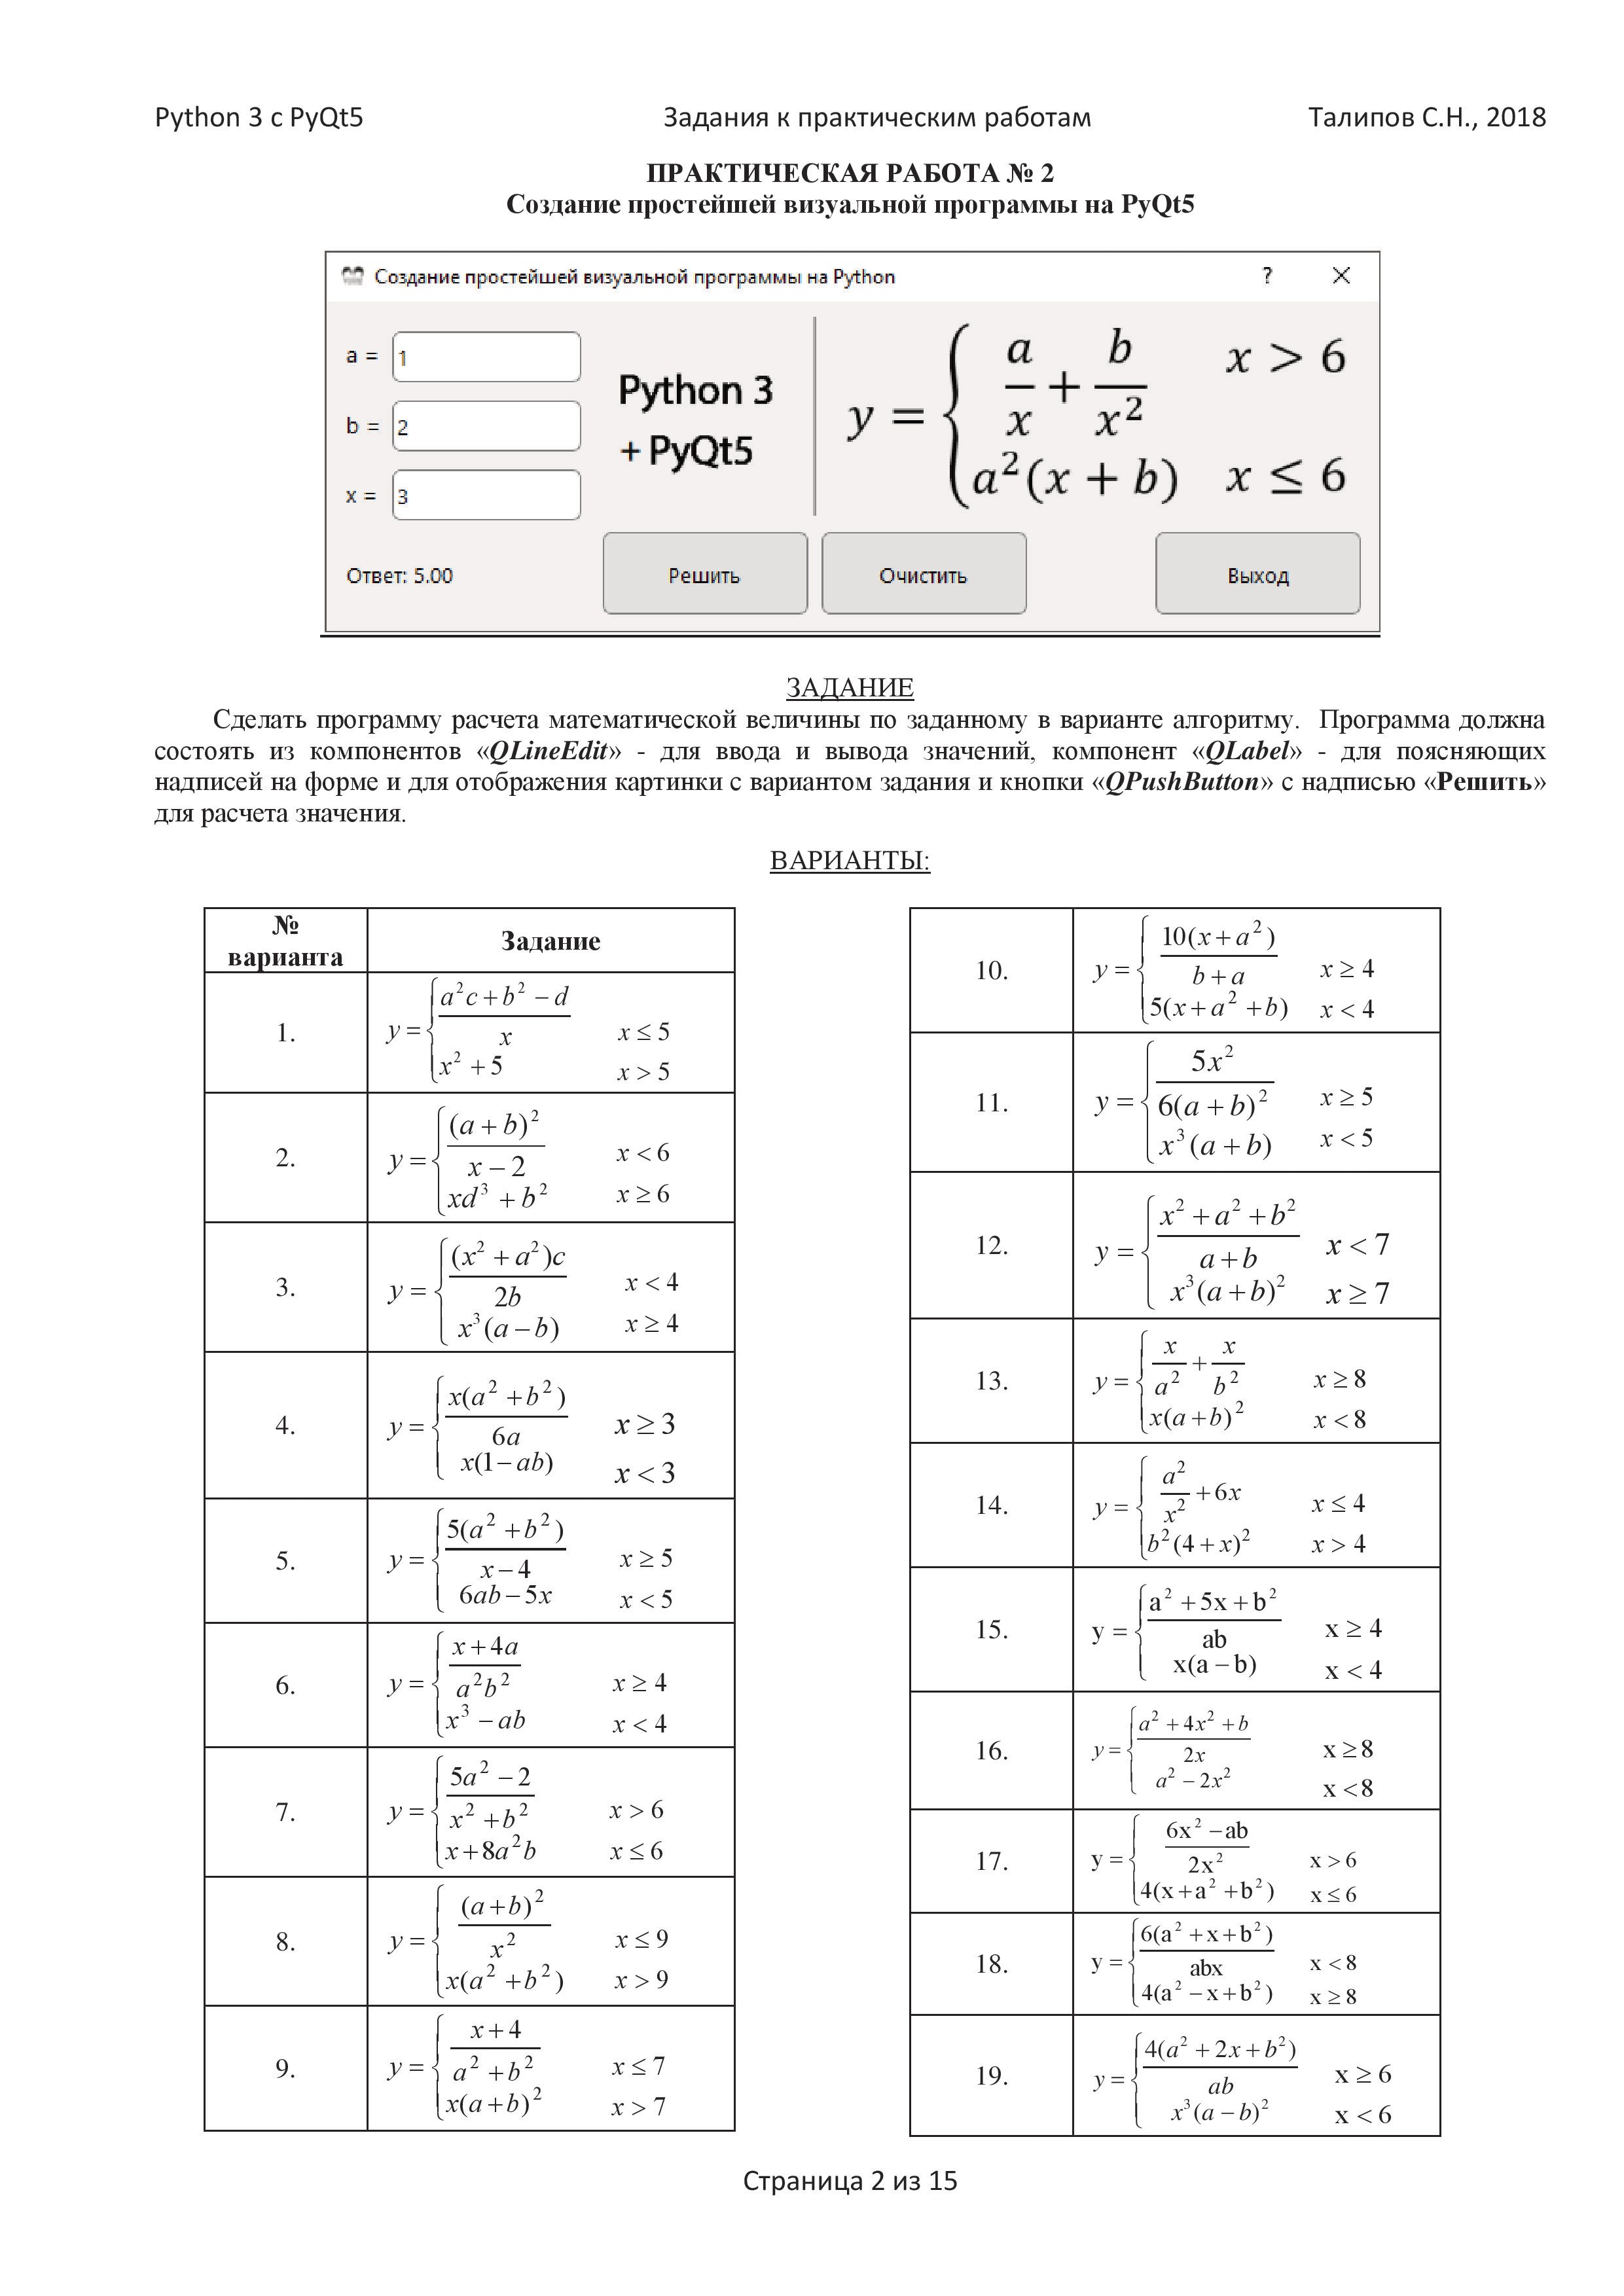 Python 3 с PyQt5 Задания к практическим работам Талипов С.Н., 2018
ПРАКТИЧЕСКАЯ РАБОТА № 2
Создание простейшей визуальной программы на PyQt5
Создание простейшей визуальной программы на Python ? ×
a = 1
b = 2
x = 3
Python 3
+ PyQt5
y = { a/x + b/x² x > 6
a²(x + b) x ≤ 6
Ответ: 5.00 Решить Очистить Выход
ЗАДАНИЕ
Сделать программу расчета математической величины по заданному в варианте алгоритму. Программа должна
состоять из компонентов «QLineEdit» - для ввода и вывода значений, компонент «QLabel» - для поясняющих
надписей на форме и для отображения картинки с вариантом задания и кнопки «QPushButton» с надписью «Решить»
для расчета значения.
ВАРИАНТЫ:
№ варианта Задание
1. y = { (a²c + b² − d)/x x ≤ 5
x² + 5 x > 5
2. y = { (a + b)²/(x − 2) x < 6
xd³ + b² x ≥ 6
3. y = { (x² + a²)c/2b x < 4
x³(a − b) x ≥ 4
4. y = { x(a² + b²)/6a x ≥ 3
x(1 − ab) x < 3
5. y = { 5(a² + b²)/(x − 4) x ≥ 5
6ab − 5x x < 5
6. y = { (x + 4a)/a²b² x ≥ 4
x³ − ab x < 4
7. y = { (5a² − 2)/(x² + b²) x > 6
x + 8a²b x ≤ 6
8. y = { (a + b)²/x² x ≤ 9
x(a² + b²) x > 9
9. y = { (x + 4)/(a² + b²) x ≤ 7
x(a + b)² x > 7
10. y = { 10(x + a²)/(b + a) x ≥ 4
5(x + a² + b) x < 4
11. y = { 5x²/6(a + b)² x ≥ 5
x³(a + b) x < 5
12. y = { (x² + a² + b²)/(a + b) x < 7
x³(a + b)² x ≥ 7
13. y = { x/a² + x/b² x ≥ 8
x(a + b)² x < 8
14. y = { a²/x² + 6x x ≤ 4
b²(4 + x)² x > 4
15. y = { (a² + 5x + b²)/ab x ≥ 4
x(a − b) x < 4
16. y = { (a² + 4x² + b)/2x x ≥ 8
a² − 2x² x < 8
17. y = { (6x² − ab)/2x² x > 6
4(x + a² + b²) x ≤ 6
18. y = { 6(a² + x + b²)/abx x < 8
4(a² − x + b²) x ≥ 8
19. y = { 4(a² + 2x + b²)/ab x ≥ 6
x³(a − b)² x < 6
Страница 2 из 15